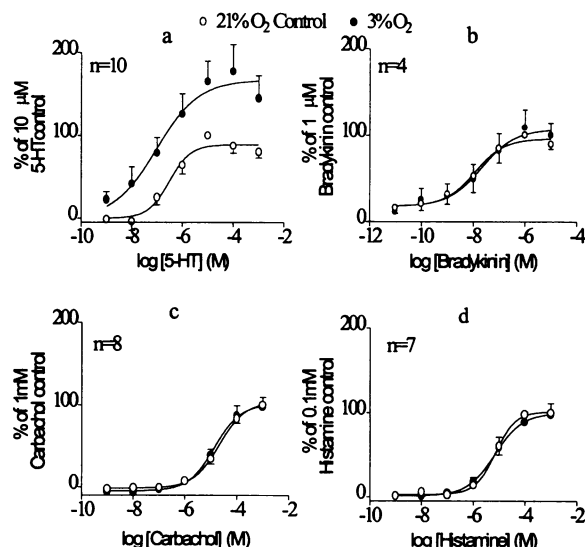 ○ 21%O₂ Control ● 3%O₂
a
n=10
% of 10 µM
5-HTcontrol
200
100
0
-10 -8 -6 -4 -2
log [5-HT] (M)
b
n=4
% of 1 µM
Bradykinin control
200
100
0
-12 -10 -8 -6 -4 -2
log [Bradykinin] (M)
c
n=8
% of 1mM
Carbachol control
200
100
0
-10 -8 -6 -4 -2
log [Carbachol] (M)
d
n=7
% of 0.1mM
Histamine control
200
100
0
-10 -8 -6 -4 -2
log [Histamine] (M)